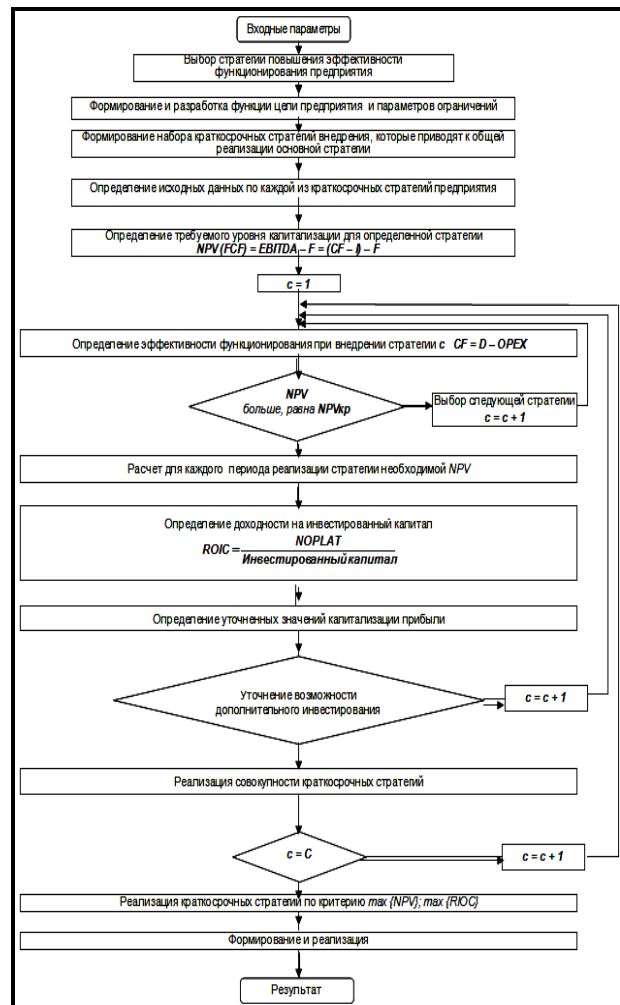 Входные параметры
Выбор стратегии повышения эффективности
функционирования предприятия
Формирование и разработка функции цели предприятия и параметров ограничений
Формирование набора краткосрочных стратегий внедрения, которые приводят к общей
реализации основной стратегии
Определение исходных данных по каждой из краткосрочных стратегий предприятия
Определение требуемого уровня капитализации для определенной стратегии
NPV (FCF) = EBITDA – F = (CF – I) – F
c = 1
Определение эффективности функционирования при внедрении стратегии c CF = D – OPEX
NPV
больше, равна NPVкр
Выбор следующей стратегии
c = c + 1
Расчет для каждого периода реализации стратегии необходимой NPV
Определение доходности на инвестированный капитал
ROIC = NOPLAT / Инвестированный капитал
Определение уточненных значений капитализации прибыли
Уточнение возможности
дополнительного инвестирования
c = c + 1
Реализация совокупности краткосрочных стратегий
c = C
c = c + 1
Реализация краткосрочных стратегий по критерию max {NPV}; max {RIOC}
Формирование и реализация
Результат